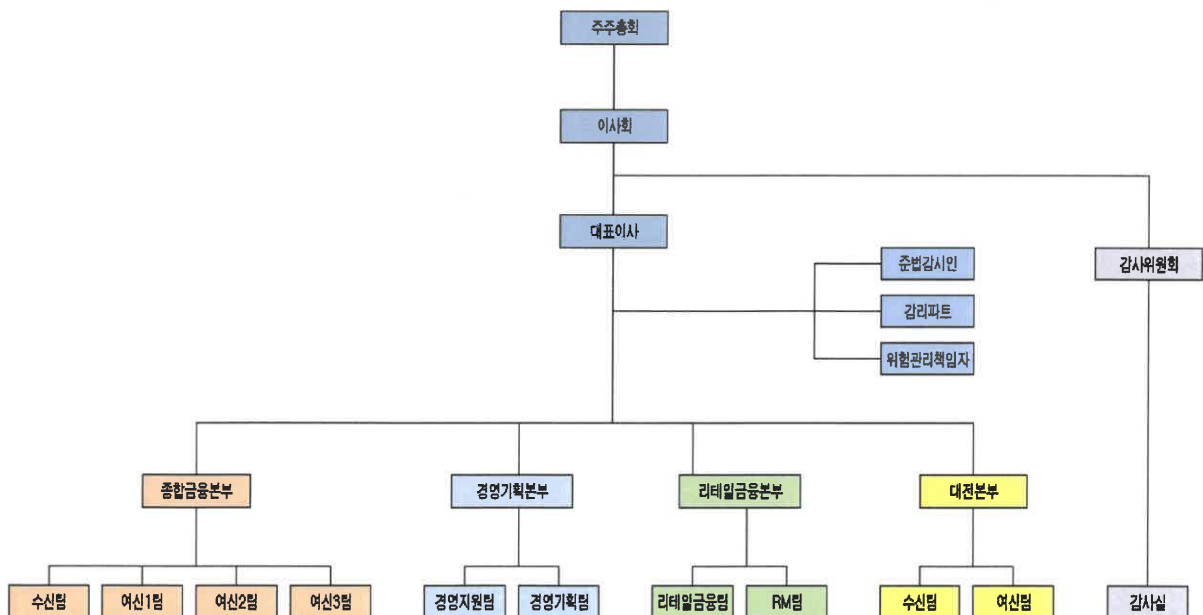 주주총회
이사회
대표이사
준법감시인
감사위원회
감리파트
위험관리책임자
종합금융본부
경영기획본부
리테일금융본부
대전본부
수신팀
여신1팀
여신2팀
여신3팀
경영지원팀
경영기획팀
리테일금융팀
RM팀
수신팀
여신팀
감사실